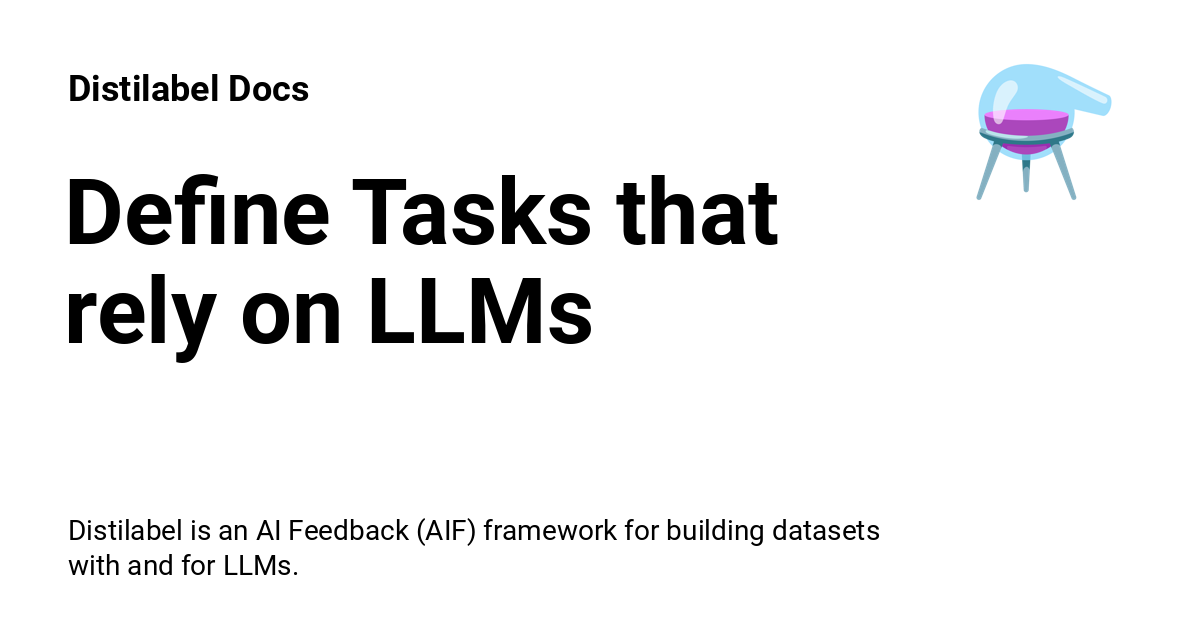 Distilabel Docs
Define Tasks that
rely on LLMs
Distilabel is an AI Feedback (AIF) framework for building datasets
with and for LLMs.